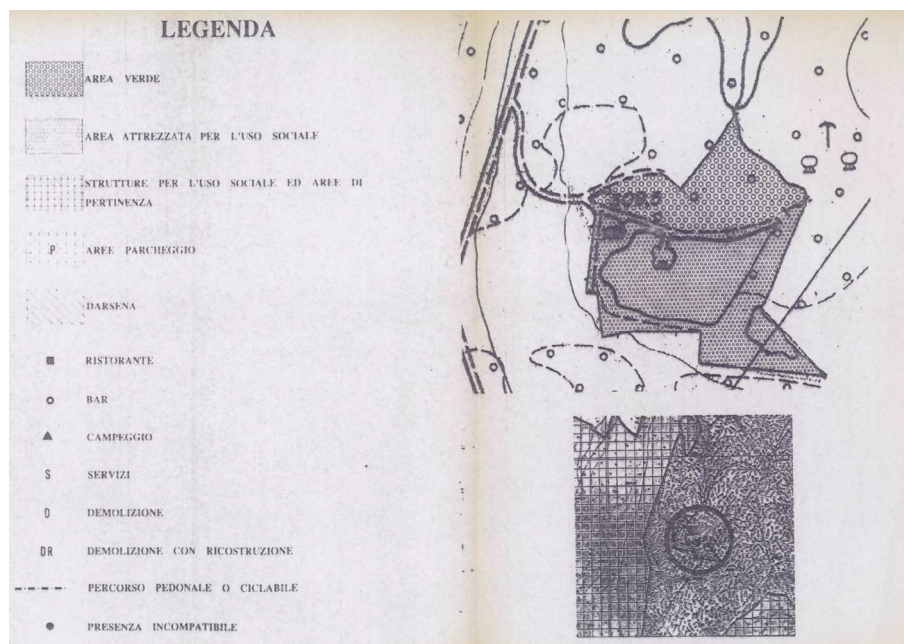 LEGENDA
AREA VERDE
AREA ATTREZZATA PER L'USO SOCIALE
STRUTTURE PER L'USO SOCIALE ED AREE DI
PERTINENZA
P AREE PARCHEGGIO
DARSENA
RISTORANTE
BAR
CAMPEGGIO
S SERVIZI
D DEMOLIZIONE
DR DEMOLIZIONE CON RICOSTRUZIONE
PERCORSO PEDONALE O CICLABILE
PRESENZA INCOMPATIBILE